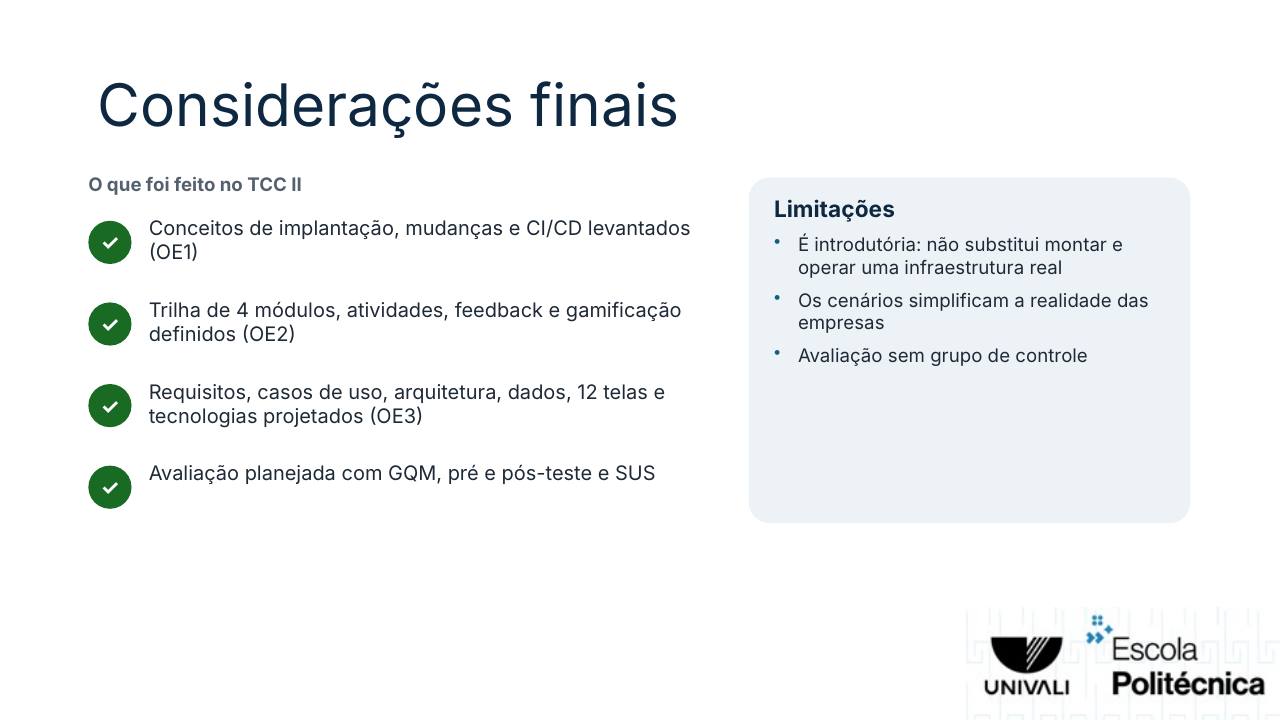 Considerações finais
O que foi feito no TCC II
Conceitos de implantação, mudanças e CI/CD levantados
(OE1)
Trilha de 4 módulos, atividades, feedback e gamificação
definidos (OE2)
Requisitos, casos de uso, arquitetura, dados, 12 telas e
tecnologias projetados (OE3)
Avaliação planejada com GQM, pré e pós-teste e SUS
Limitações
• É introdutória: não substitui montar e
operar uma infraestrutura real
• Os cenários simplificam a realidade das
empresas
• Avaliação sem grupo de controle
UNIVALI
Escola
Politécnica